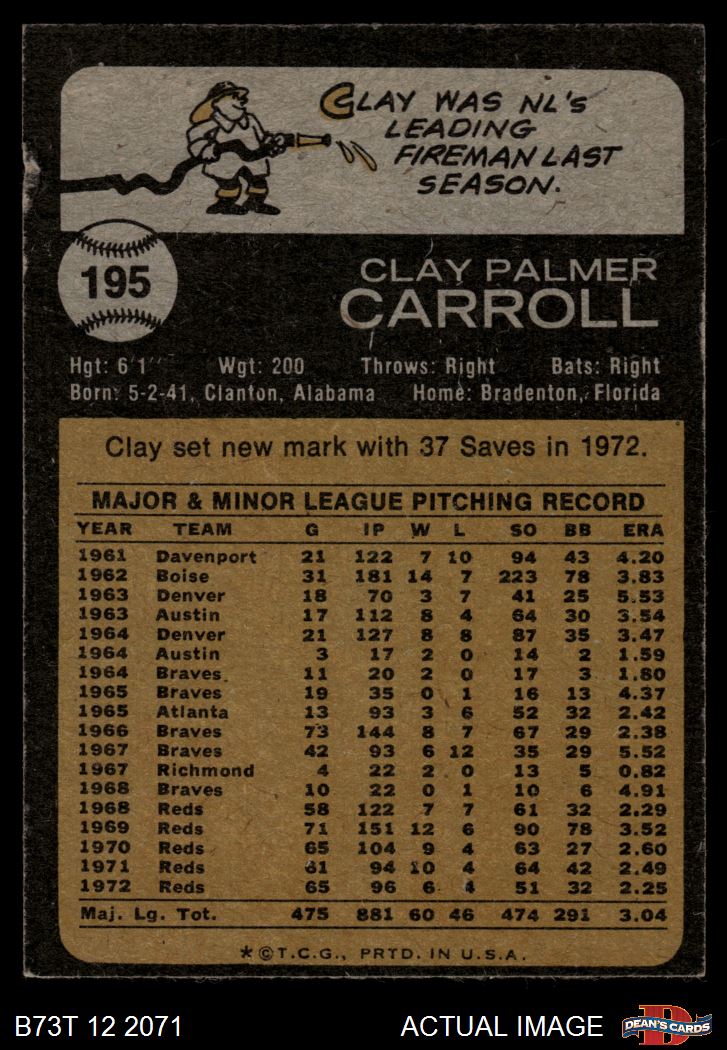 CLAY WAS NL'S
LEADING
FIREMAN LAST
SEASON.
195
CLAY PALMER
CARROLL
Hgt: 6'1" Wgt: 200 Throws: Right Bats: Right
Born: 5-2-41, Clanton, Alabama Home: Bradenton, Florida
Clay set new mark with 37 Saves in 1972.
MAJOR & MINOR LEAGUE PITCHING RECORD
YEAR TEAM G IP W L SO BB ERA
1961 Davenport 21 122 7 10 94 43 4.20
1962 Boise 31 181 14 7 223 78 3.83
1963 Denver 18 70 3 7 41 25 5.53
1963 Austin 17 112 8 4 64 30 3.54
1964 Denver 21 127 8 8 87 35 3.47
1964 Austin 3 17 2 0 14 2 1.59
1964 Braves 11 20 2 0 17 3 1.80
1965 Braves 19 35 0 1 16 13 4.37
1965 Atlanta 13 93 3 6 52 32 2.42
1966 Braves 73 144 8 7 67 29 2.38
1967 Braves 42 93 6 12 35 29 5.52
1967 Richmond 4 22 2 0 13 5 0.82
1968 Braves 10 22 0 1 10 6 4.91
1968 Reds 58 122 7 7 61 32 2.29
1969 Reds 71 151 12 6 90 78 3.52
1970 Reds 65 104 9 4 63 27 2.60
1971 Reds 61 94 10 4 64 42 2.49
1972 Reds 65 96 6 4 51 32 2.25
Maj. Lg. Tot. 475 881 60 46 474 291 3.04
*©T.C.G., PRTD. IN U.S.A.
B73T 12 2071 ACTUAL IMAGE
D
DEAN'S CARDS